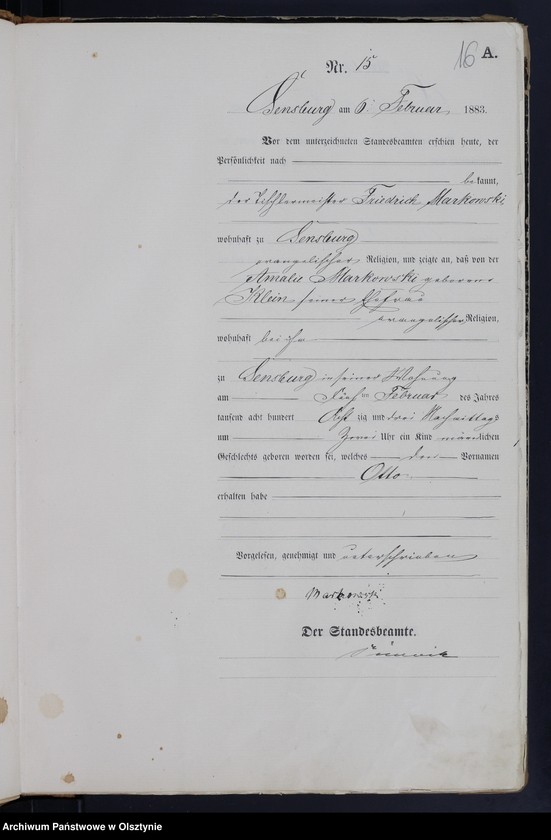 16 A.
Nr. 15
Sensburg am 6 Februar 1883.
Vor dem unterzeichneten Standesbeamten erschien heute, der
Persönlichkeit nach
bekannt,
der Tischlermeister Friedrich Markowski
wohnhaft zu Sensburg
evangelischer Religion, und zeigte an, daß von der
Amalie Markowski geborene
Klein seiner Ehefrau
evangelischer Religion,
wohnhaft bei ihm
zu Sensburg in seiner Wohnung
am Februar des Jahres
tausend acht hundert Acht zig und drei Nachmittags
um Zwei Uhr ein Kind männlichen
Geschlechts geboren worden sei, welches den Vornamen
Otto
erhalten habe
Vorgelesen, genehmigt und unterschrieben
Markowski
Der Standesbeamte.
Archiwum Państwowe w Olsztynie